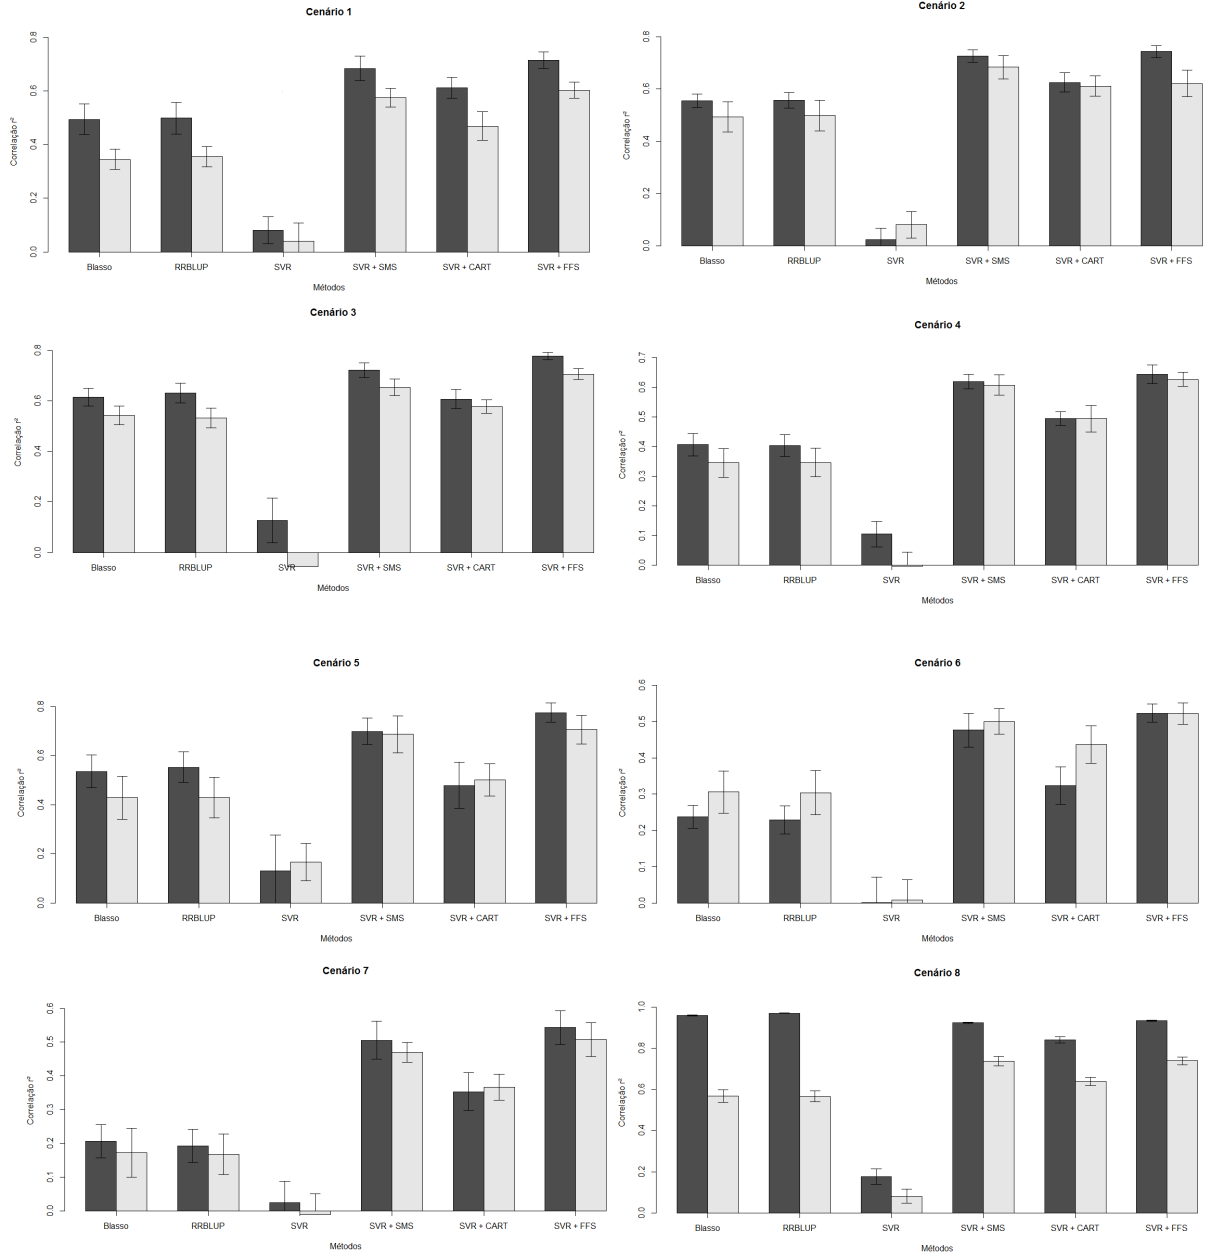 Cenário 1
Correlação r²
0.0 0.2 0.4 0.6 0.8
Blasso RRBLUP SVR SVR + SMS SVR + CART SVR + FFS
Métodos
Cenário 2
Correlação r²
0.0 0.2 0.4 0.6 0.8
Blasso RRBLUP SVR SVR + SMS SVR + CART SVR + FFS
Métodos
Cenário 3
Correlação r²
0.0 0.2 0.4 0.6 0.8
Blasso RRBLUP SVR SVR + SMS SVR + CART SVR + FFS
Métodos
Cenário 4
Correlação r²
0.0 0.1 0.2 0.3 0.4 0.5 0.6 0.7
Blasso RRBLUP SVR SVR + SMS SVR + CART SVR + FFS
Métodos
Cenário 5
Correlação r²
0.0 0.2 0.4 0.6 0.8
Blasso RRBLUP SVR SVR + SMS SVR + CART SVR + FFS
Métodos
Cenário 6
Correlação r²
0.0 0.1 0.2 0.3 0.4 0.5 0.6
Blasso RRBLUP SVR SVR + SMS SVR + CART SVR + FFS
Métodos
Cenário 7
Correlação r²
0.0 0.1 0.2 0.3 0.4 0.5 0.6
Blasso RRBLUP SVR SVR + SMS SVR + CART SVR + FFS
Métodos
Cenário 8
Correlação r²
0.0 0.2 0.4 0.6 0.8 1.0
Blasso RRBLUP SVR SVR + SMS SVR + CART SVR + FFS
Métodos